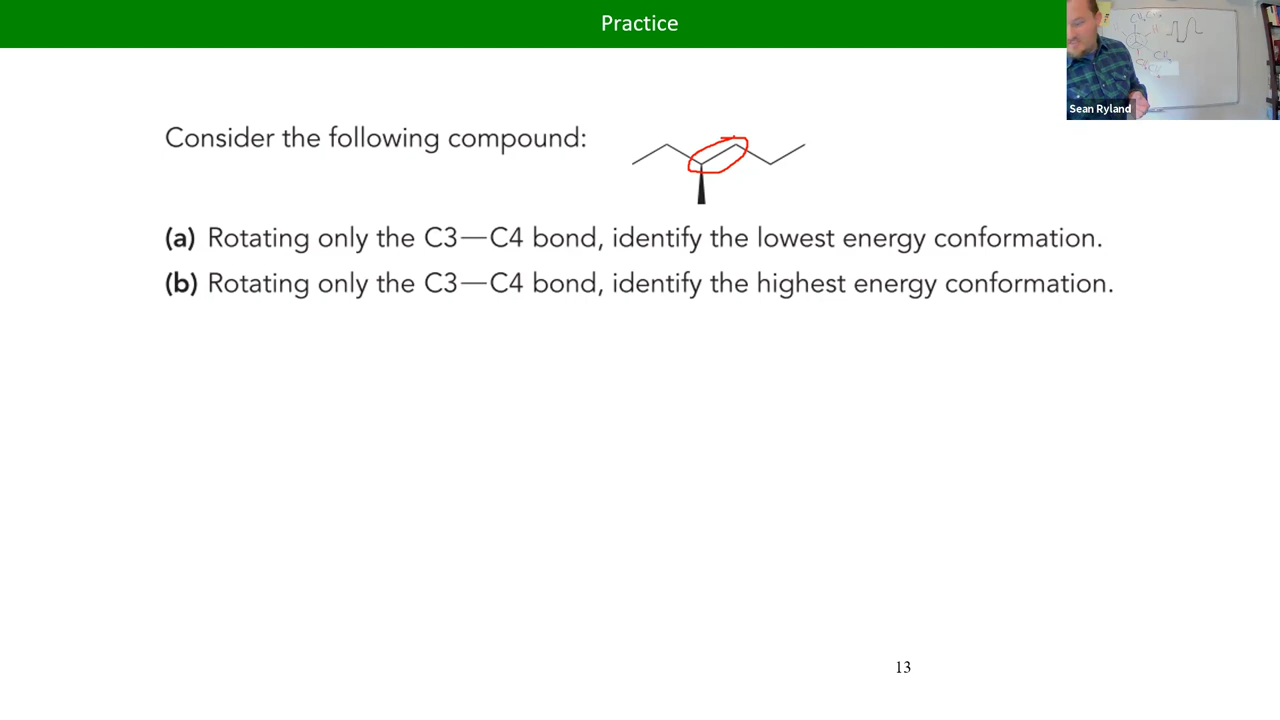 Practice
Sean Ryland
Consider the following compound:
(a) Rotating only the C3—C4 bond, identify the lowest energy conformation.
(b) Rotating only the C3—C4 bond, identify the highest energy conformation.
13